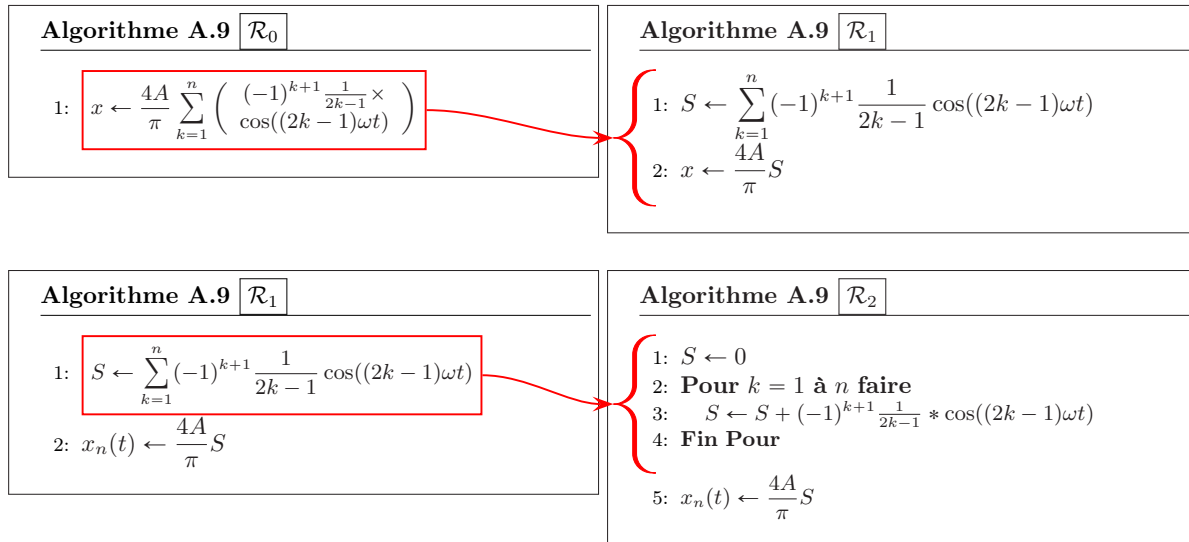 Algorithme A.9 R₀
1: x ← 4A/π ∑_{k=1}^{n} ( (−1)^{k+1} 1/(2k−1) ×
cos((2k − 1)ωt) )
Algorithme A.9 R₁
1: S ← ∑_{k=1}^{n} (−1)^{k+1} 1/(2k − 1) cos((2k − 1)ωt)
2: x ← 4A/π S
Algorithme A.9 R₁
1: S ← ∑_{k=1}^{n} (−1)^{k+1} 1/(2k − 1) cos((2k − 1)ωt)
2: xₙ(t) ← 4A/π S
Algorithme A.9 R₂
1: S ← 0
2: Pour k = 1 à n faire
3: S ← S + (−1)^{k+1} 1/(2k−1) ∗ cos((2k − 1)ωt)
4: Fin Pour
5: xₙ(t) ← 4A/π S